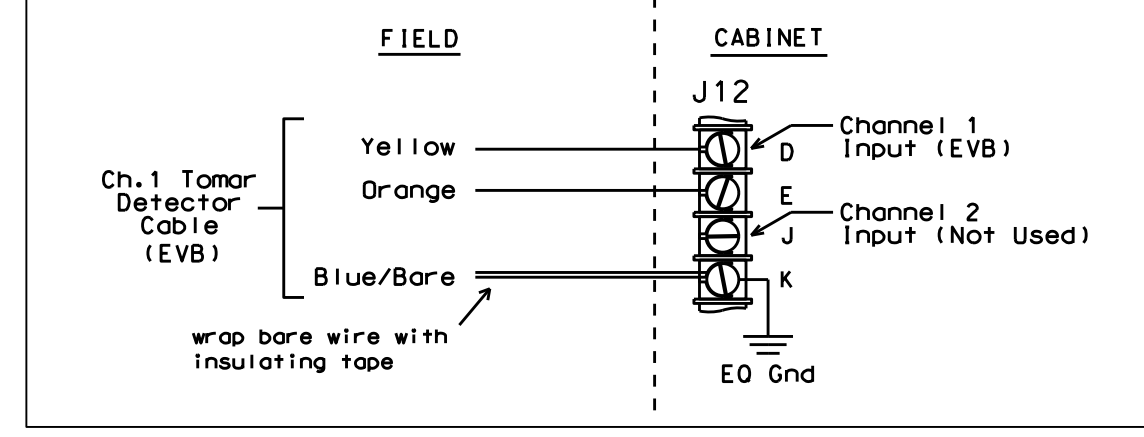 FIELD
CABINET
J12
Yellow
D
Channel 1
Input (EVB)
Orange
E
Ch.1 Tomar
Detector
Cable
(EVB)
Channel 2
Input (Not Used)
J
Blue/Bare
K
wrap bare wire with
insulating tape
EQ Gnd